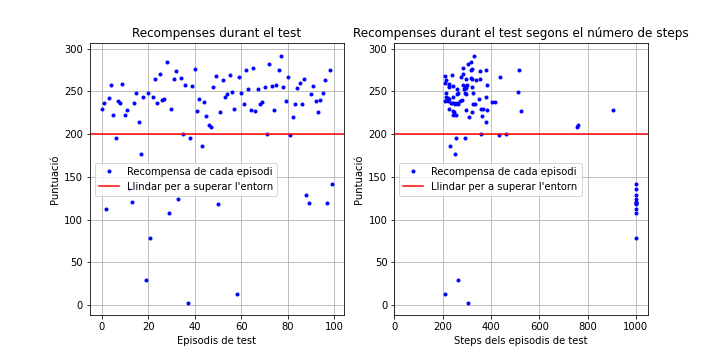 Recompenses durant el test
Recompenses durant el test segons el número de steps
300
250
200
150
100
50
0
Puntuació
Recompensa de cada episodi
Llindar per a superar l'entorn
0
20
40
60
80
100
Episodis de test
300
250
200
150
100
50
0
Puntuació
Recompensa de cada episodi
Llindar per a superar l'entorn
0
200
400
600
800
1000
Steps dels episodis de test